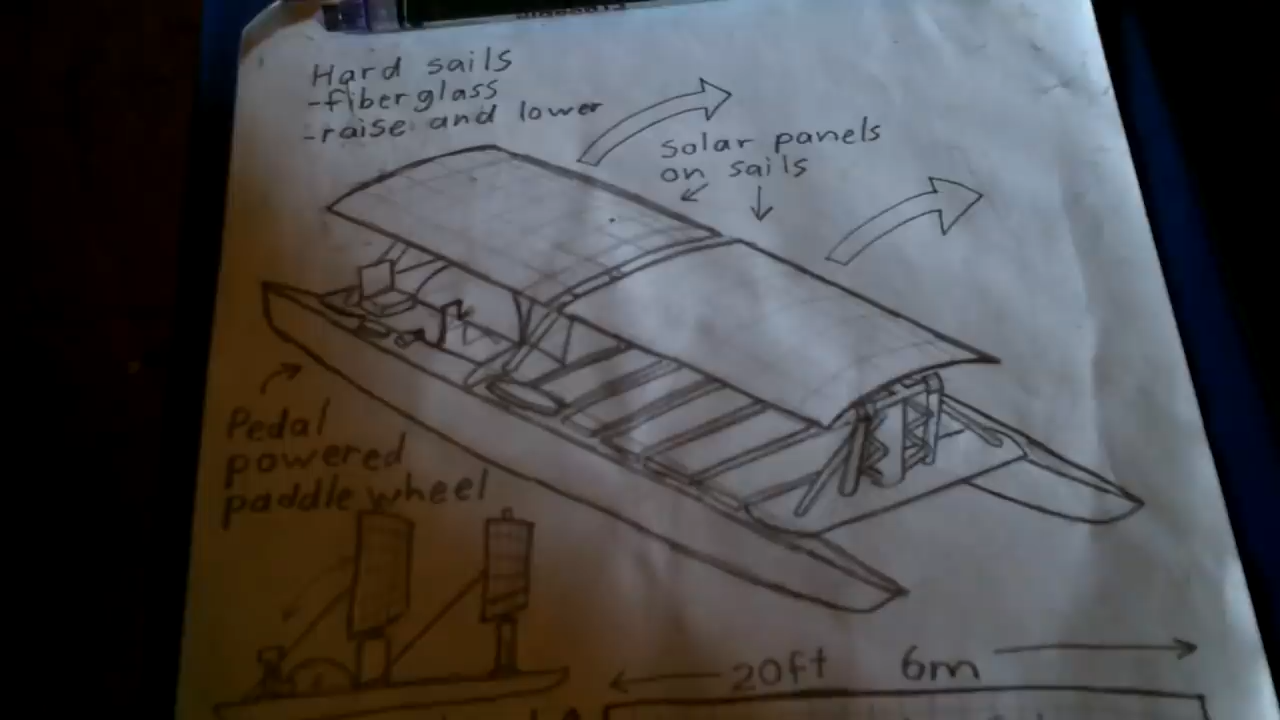 Hard sails
-fiberglass
-raise and lower
Solar panels
on sails
Pedal
powered
paddle wheel
20ft 6m